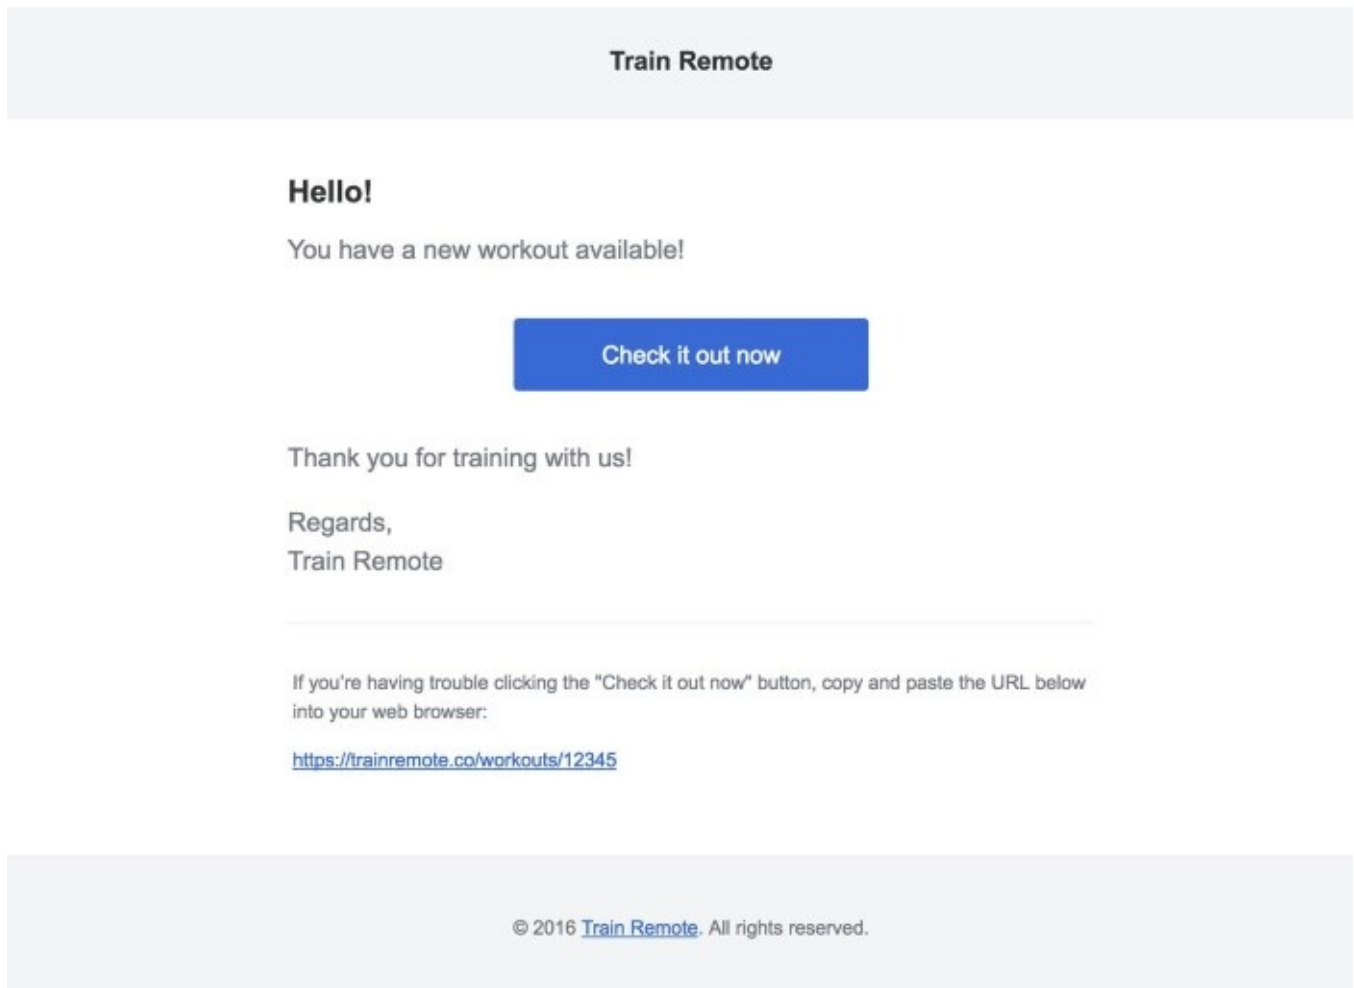 Train Remote
Hello!
You have a new workout available!
Check it out now
Thank you for training with us!
Regards,
Train Remote
If you're having trouble clicking the "Check it out now" button, copy and paste the URL below
into your web browser:
https://trainremote.co/workouts/12345
© 2016 Train Remote. All rights reserved.